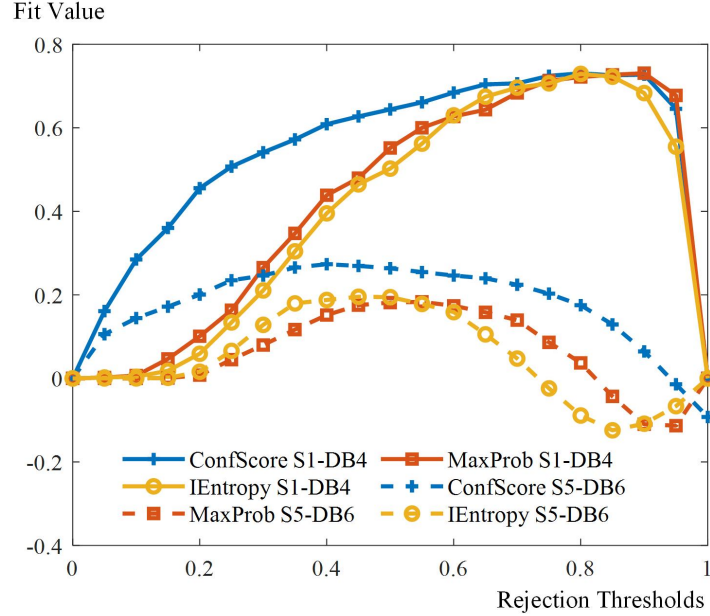 Fit Value
0.8
0.6
0.4
0.2
0
-0.2
-0.4
ConfScore S1-DB4
MaxProb S1-DB4
IEntropy S1-DB4
ConfScore S5-DB6
MaxProb S5-DB6
IEntropy S5-DB6
0 0.2 0.4 0.6 0.8 1
Rejection Thresholds